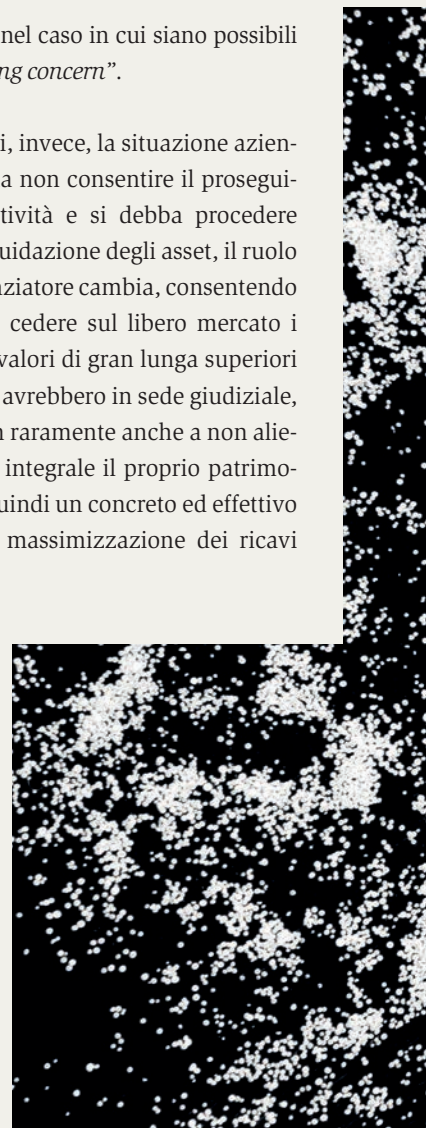 nel caso in cui siano possibili
ng concern”.
i, invece, la situazione azien-
a non consentire il prosegui-
tività e si debba procedere
uidazione degli asset, il ruolo
nziatore cambia, consentendo
cedere sul libero mercato i
valori di gran lunga superiori
avrebbero in sede giudiziale,
n raramente anche a non alie-
integrale il proprio patrimo-
uindi un concreto ed effettivo
massimizzazione dei ricavi